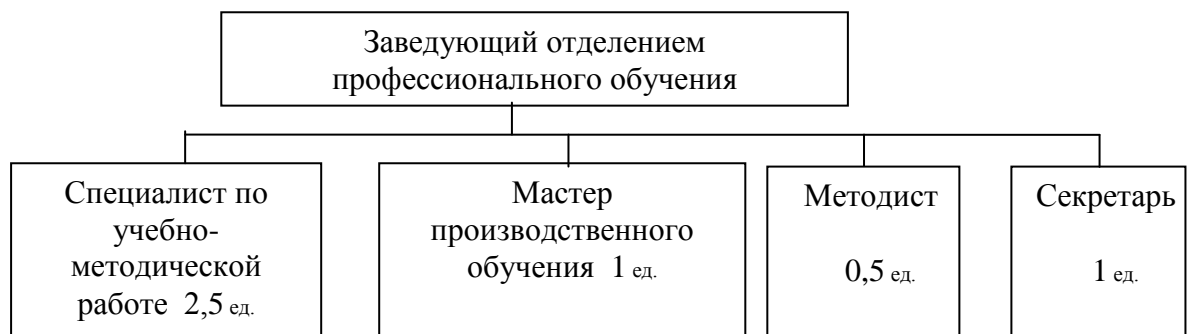 Заведующий отделением
профессионального обучения
Специалист по
учебно-
методической
работе 2,5 ед.
Мастер
производственного
обучения 1 ед.
Методист
0,5 ед.
Секретарь
1 ед.